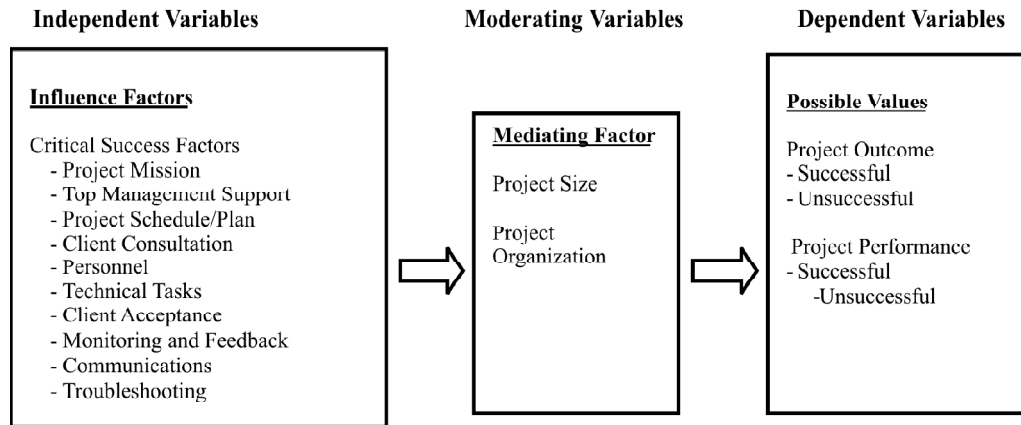 Independent Variables
Moderating Variables
Dependent Variables
Influence Factors
Critical Success Factors
- Project Mission
- Top Management Support
- Project Schedule/Plan
- Client Consultation
- Personnel
- Technical Tasks
- Client Acceptance
- Monitoring and Feedback
- Communications
- Troubleshooting
Mediating Factor
Project Size
Project
Organization
Possible Values
Project Outcome
- Successful
- Unsuccessful
Project Performance
- Successful
-Unsuccessful